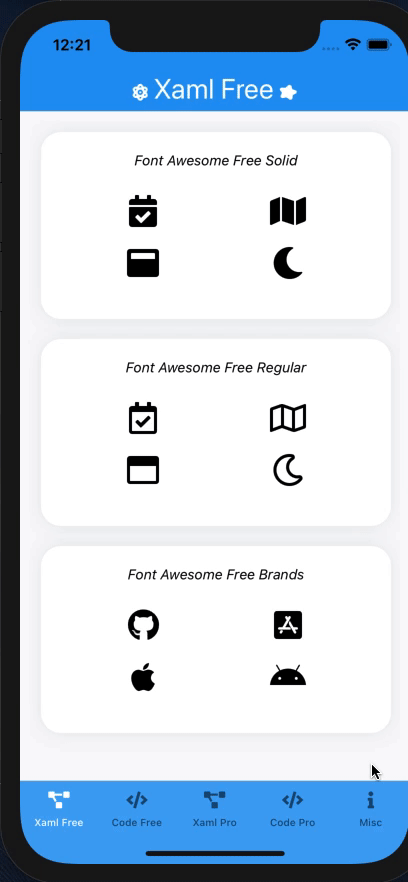 12:21
Xaml Free
Font Awesome Free Solid
Font Awesome Free Regular
Font Awesome Free Brands
Xaml Free Code Free Xaml Pro Code Pro Misc